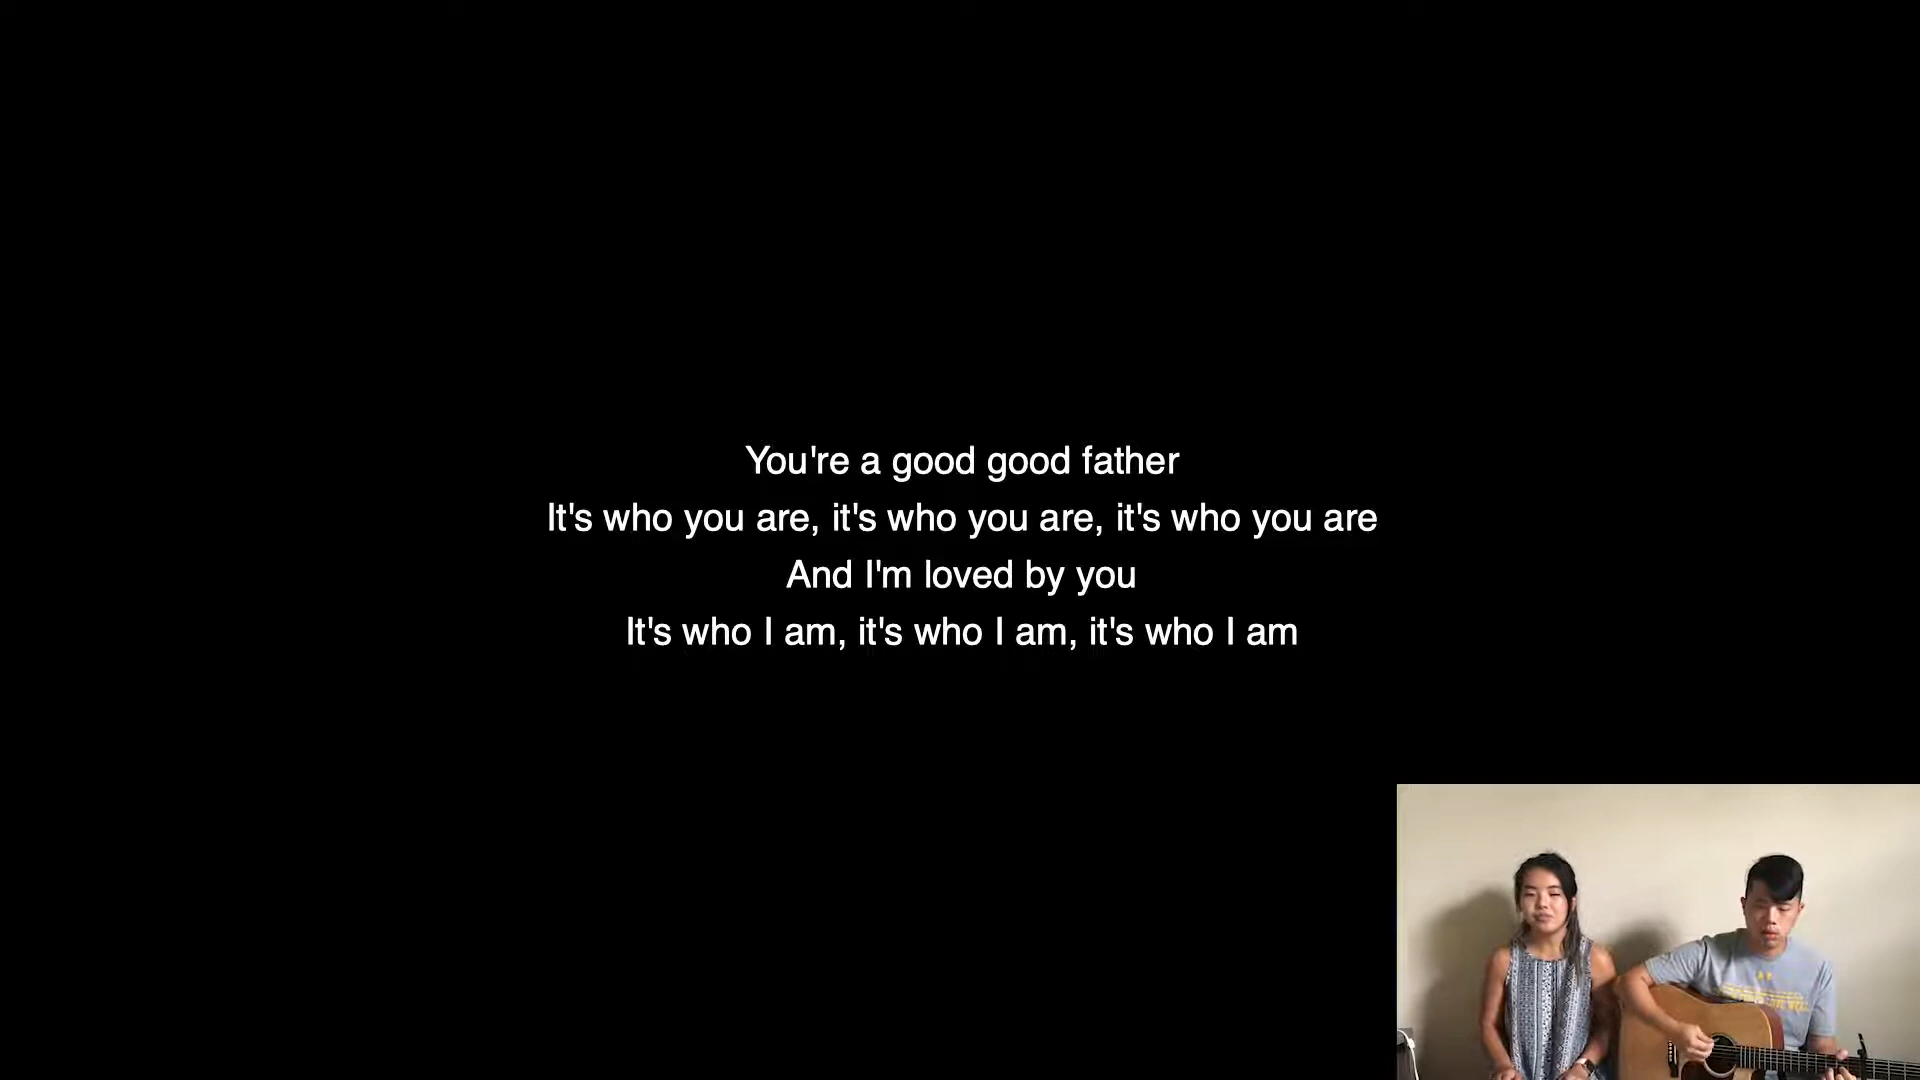 You're a good good father
It's who you are, it's who you are, it's who you are
And I'm loved by you
It's who I am, it's who I am, it's who I am